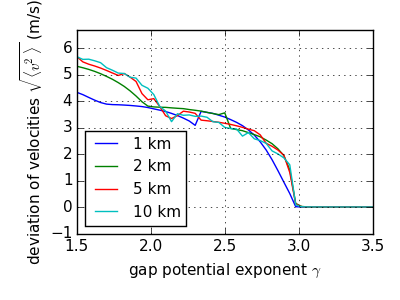 deviation of velocities √⟨v²⟩ (m/s)
6
5
4
3
2
1
0
−1
1 km
2 km
5 km
10 km
1.5 2.0 2.5 3.0 3.5
gap potential exponent γ